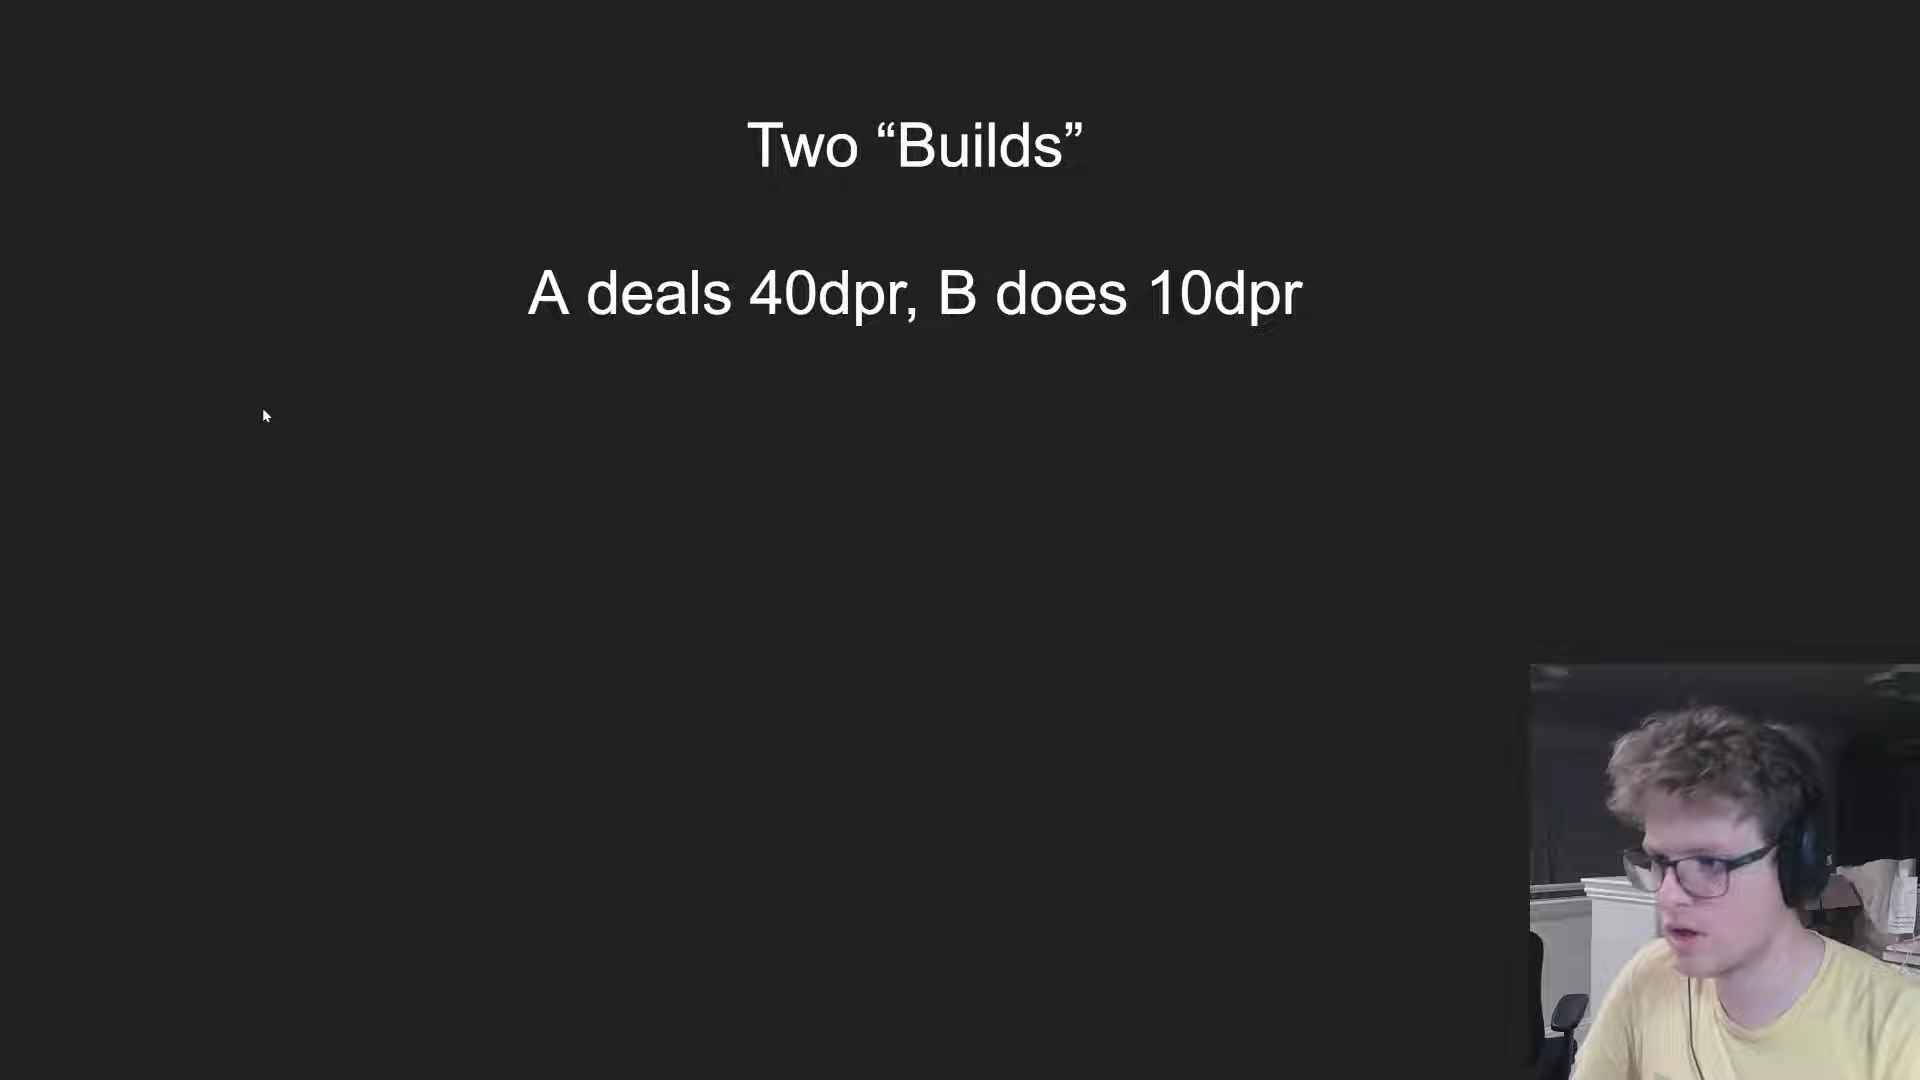 Two “Builds”
A deals 40dpr, B does 10dpr